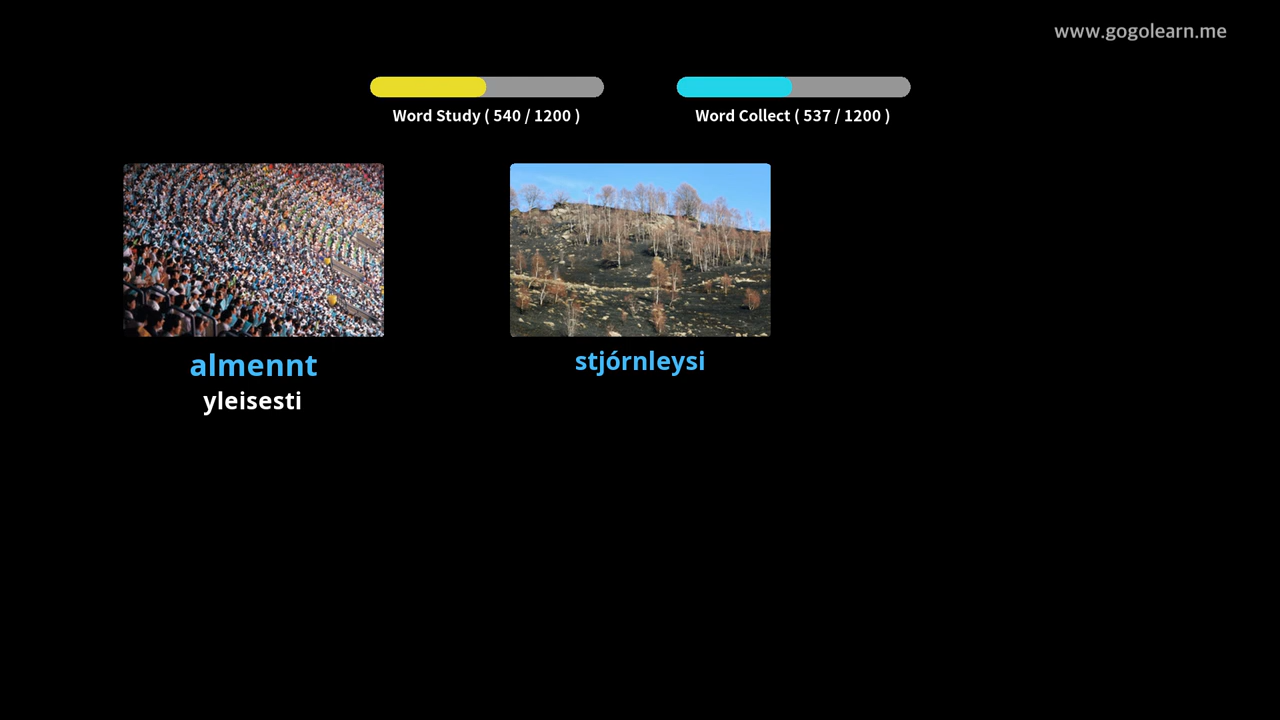 www.gogolearn.me
Word Study ( 540 / 1200 )
Word Collect ( 537 / 1200 )
almennt
yleisesti
stjórnleysi